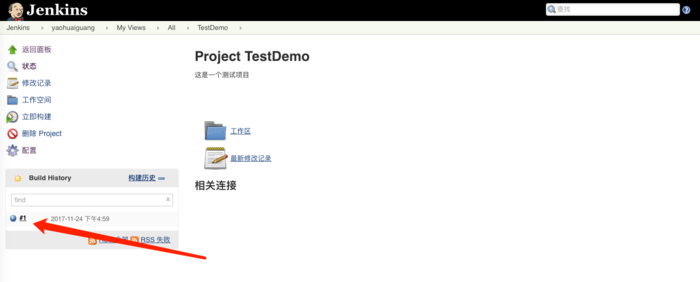 Jenkins
查找
Jenkins › yaohuaiguang › My Views › All › TestDemo ›
返回面板
状态
修改记录
工作空间
立即构建
删除 Project
配置
Build History 构建历史
find x
#1 2017-11-24 下午4:59
RSS 失败
Project TestDemo
这是一个测试项目
工作区
最新修改记录
相关连接